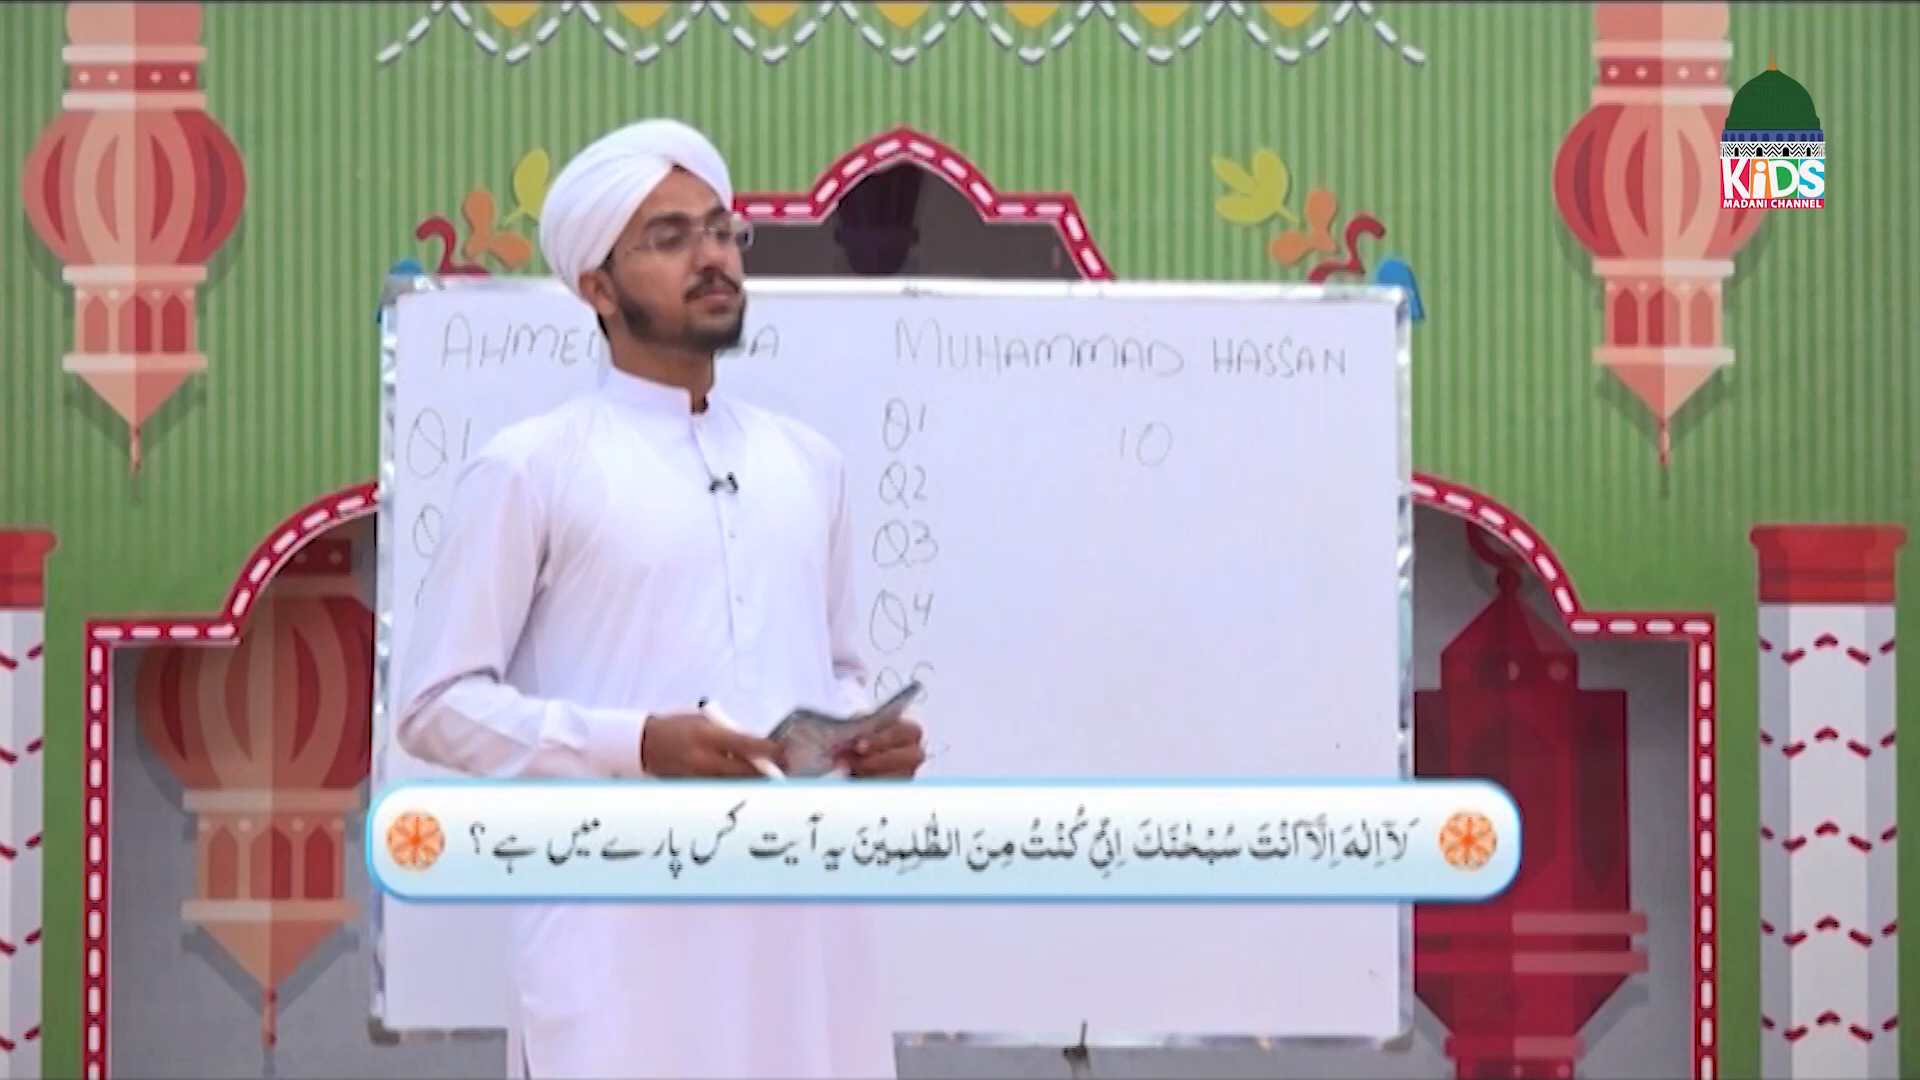 KiDS
MADANI CHANNEL
AHMED
MUHAMMAD HASSAN
Q1
Q1 10
Q2
Q3
Q4
Q5
لَاۤ اِلٰهَ اِلَّاۤ اَنْتَ سُبْحٰنَكَ اِنِّیْ كُنْتُ مِنَ الظّٰلِمِیْنَ یہ آیت کس پارے میں ہے؟